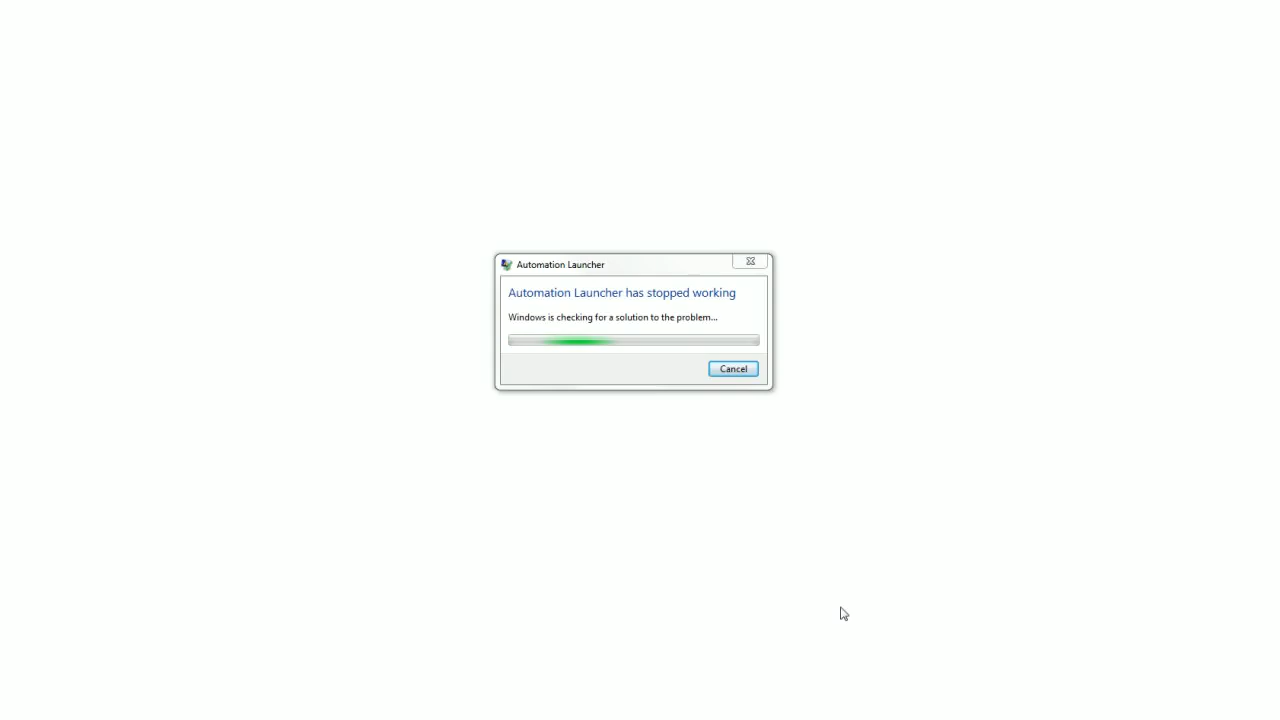 Automation Launcher
Automation Launcher has stopped working
Windows is checking for a solution to the problem...
Cancel